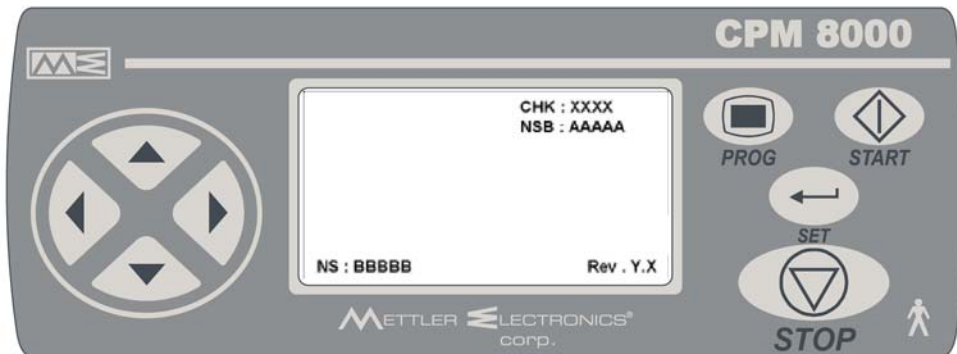 CPM 8000
CHK : XXXX
NSB : AAAAA
PROG
START
SET
NS : BBBBB
Rev . Y.X
METTLER ELECTRONICS®
corp.
STOP